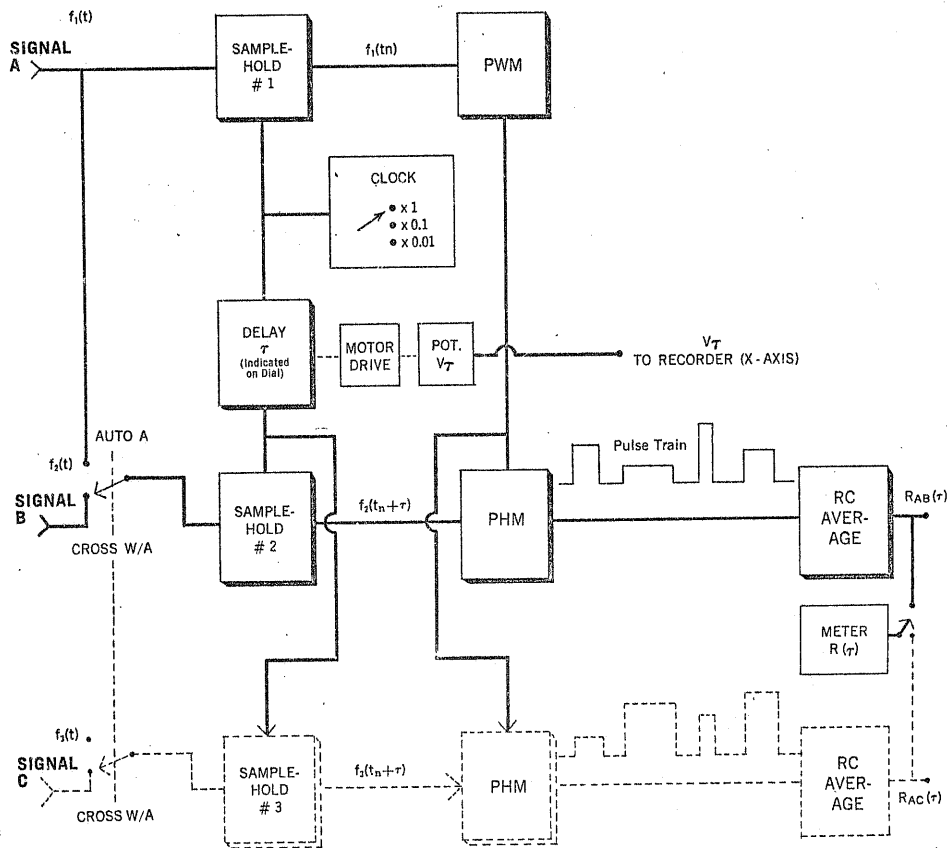 f₁(t)
SIGNAL
A
SAMPLE-
HOLD
# 1
f₁(tn)
PWM
CLOCK
x 1
x 0.1
x 0.01
DELAY
τ
(Indicated
on Dial)
MOTOR
DRIVE
POT.
Vτ
Vτ
TO RECORDER (X-AXIS)
AUTO A
f₂(t)
SIGNAL
B
CROSS W/A
SAMPLE-
HOLD
# 2
f₂(tₙ+τ)
PHM
Pulse Train
RC
AVER-
AGE
RAB(τ)
METER
R(τ)
f₃(t)
SIGNAL
C
CROSS W/A
SAMPLE-
HOLD
# 3
f₃(tₙ+τ)
PHM
RC
AVER-
AGE
RAC(τ)